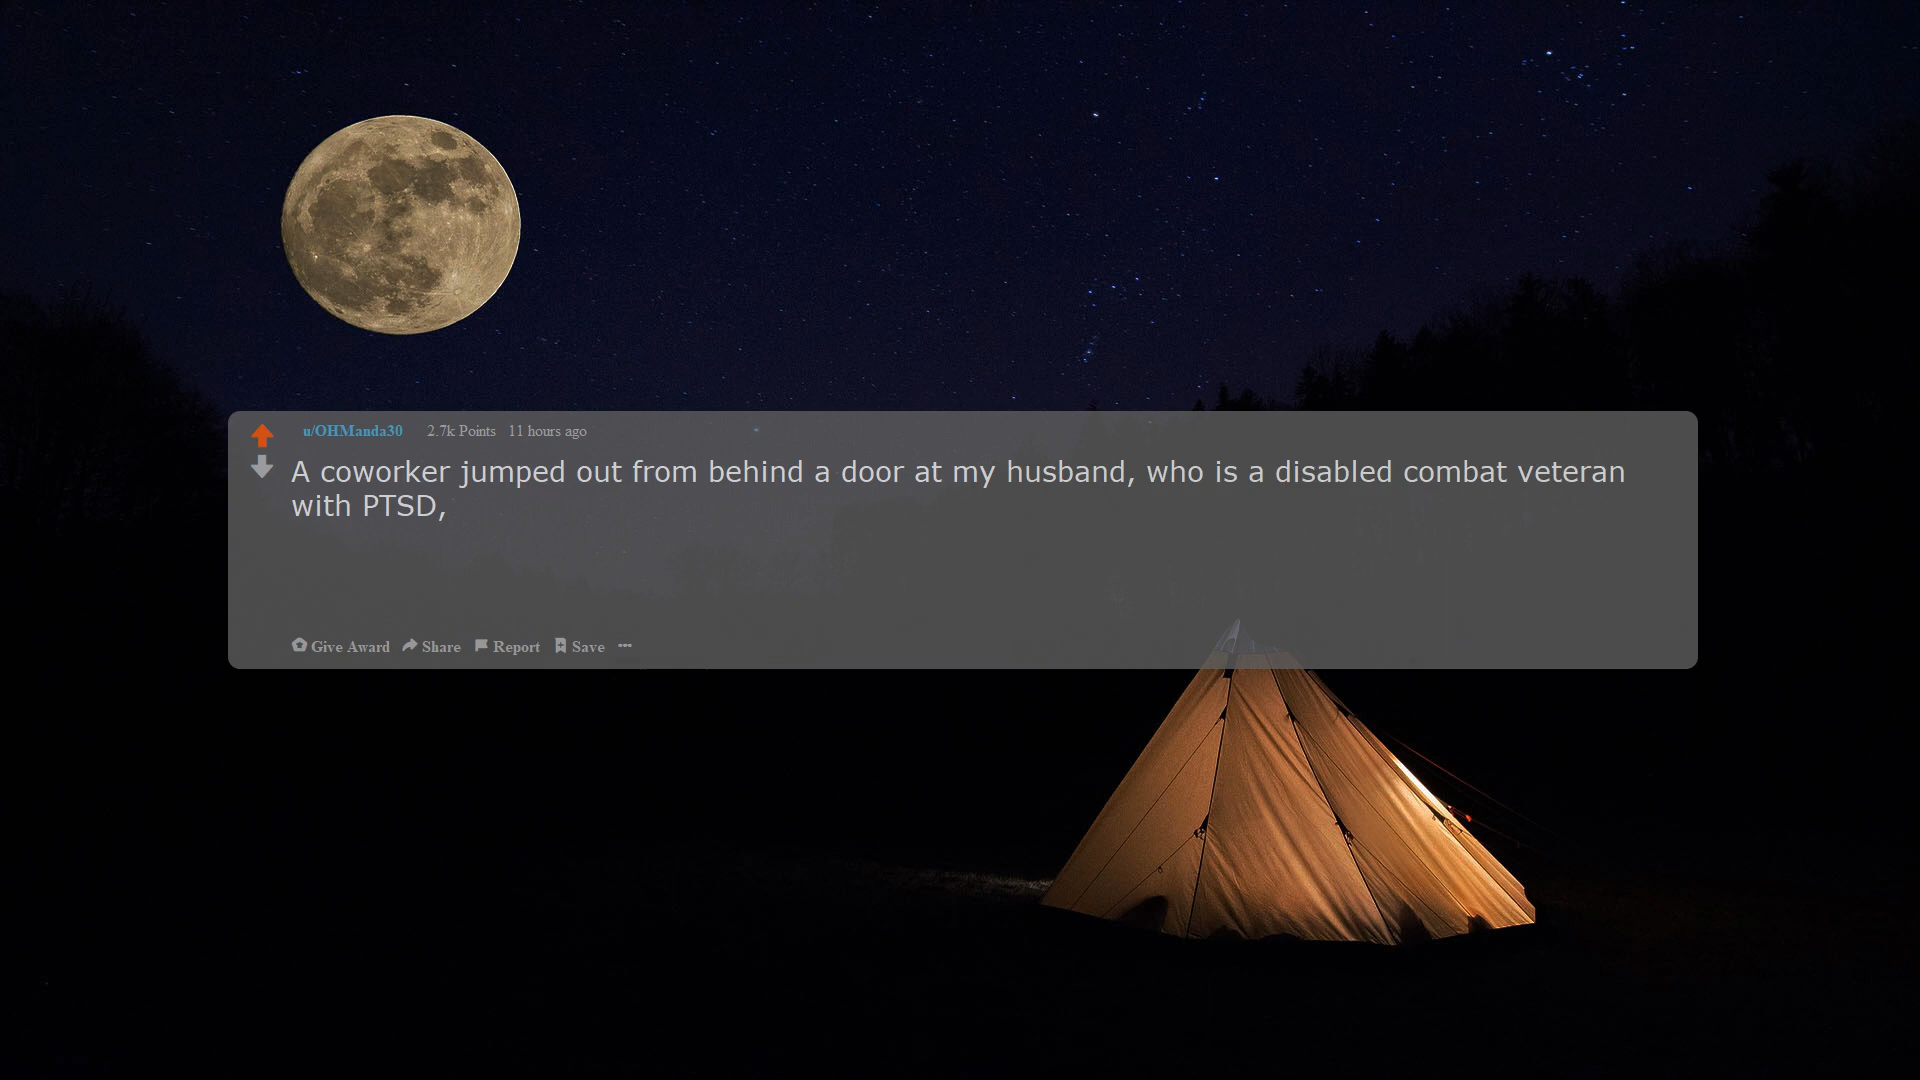 u/OHManda30 2.7k Points 11 hours ago
A coworker jumped out from behind a door at my husband, who is a disabled combat veteran
with PTSD,
Give Award Share Report Save